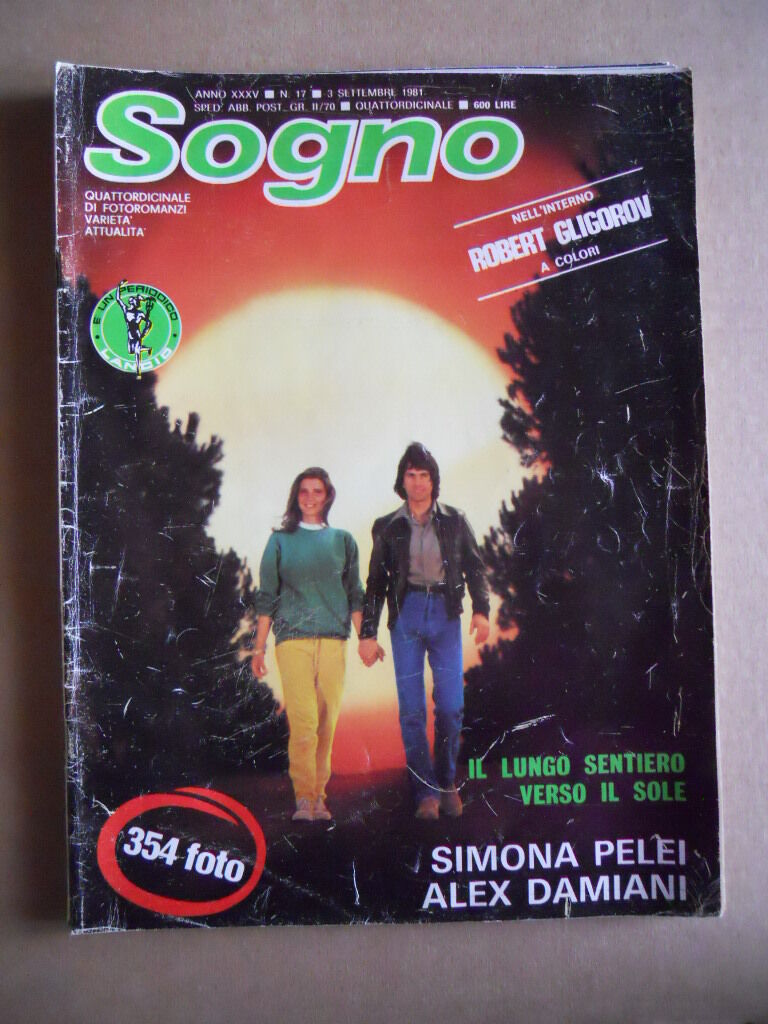 ANNO XXXV ■ N. 17 ■ 3 SETTEMBRE 1981
SPED. ABB. POST. GR. II/70 ■ QUATTORDICINALE ■ 600 LIRE
Sogno
QUATTORDICINALE
DI FOTOROMANZI
VARIETA'
ATTUALITA'
NELL'INTERNO
ROBERT GLIGOROV
A COLORI
E UN PERIODICO
LANCIO
IL LUNGO SENTIERO
VERSO IL SOLE
354 foto
SIMONA PELEI
ALEX DAMIANI